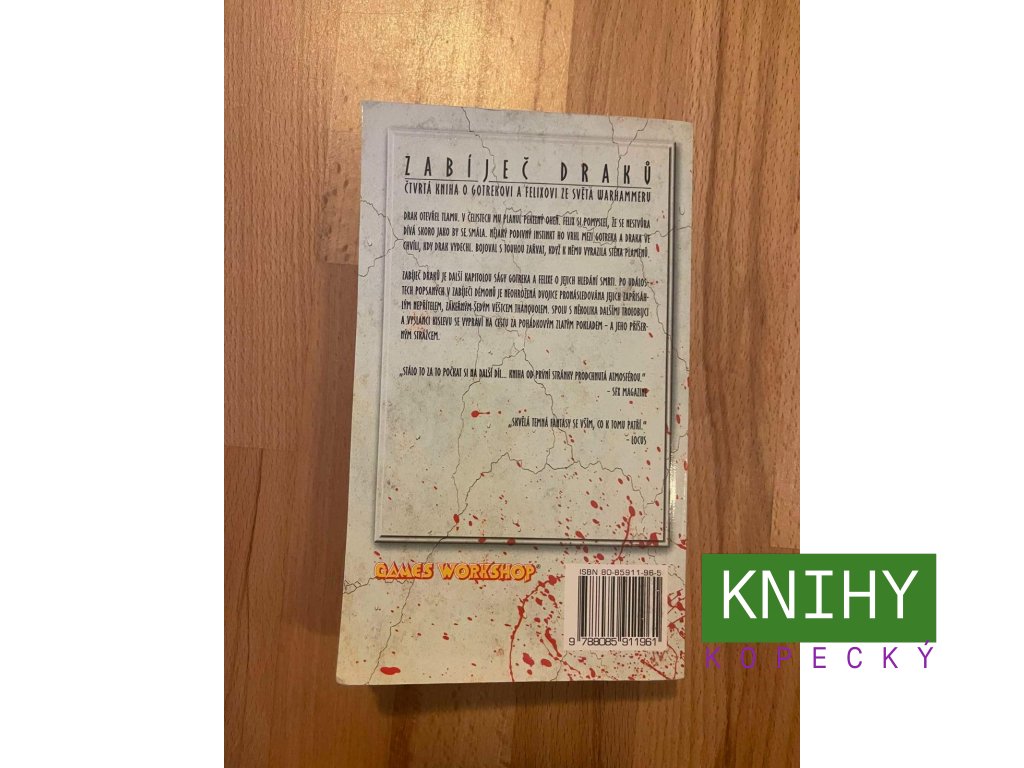 ZABÍJEČ DRAKŮ
ČTVRTÁ KNIHA O GOTREKOVI A FELIXOVI ZE SVĚTA WARHAMMERU
DRAK OTEVŘEL TLAMU. V ČELISTECH MU PLANUL PEKELNÝ OHEŇ. FELIX SI POMYSLEL, ŽE SE NESTVŮRA
DÍVÁ SKORO JAKO BY SE SMÁLA. NĚJAKÝ PODIVNÝ INSTINKT HO VRHL MEZI GOTREKA A DRAKA VE
CHVÍLI, KDY DRAK VYDECHL. BOJOVAL S TOUHOU ZAŘVAT, KDYŽ K NĚMU VYRAZILA STĚNA PLAMENŮ.
ZABÍJEČ DRAKŮ JE DALŠÍ KAPITOLOU SÁGY GOTREKA A FELIXE O JEJICH HLEDÁNÍ SMRTI. PO UDÁLOS-
TECH POPSANÝCH V ZABÍJEČI DÉMONŮ JE NEOHROŽENÁ DVOJICE PRONÁSLEDOVÁNA JEJICH ZAPŘISÁH-
LÝM NEPŘÍTELEM, ZÁKEŘNÝM ŠEDÝM VĚŠTCEM THANQUOLEM. SPOLU S NĚKOLIKA DALŠÍMI TROLOBIJCI
A VYSLANCI KISLEVU SE VYPRAVÍ NA CESTU ZA POHÁDKOVÝM ZLATÝM POKLADEM - A JEHO PŘÍŠER-
NÝM STRÁŽCEM.
„STÁLO TO ZA TO POČKAT SI NA DALŠÍ DÍL... KNIHA OD PRVNÍ STRÁNKY PRODCHNUTÁ ATMOSFÉROU.“
- SFX MAGAZINE
„SKVĚLÁ TEMNÁ FANTASY SE VŠÍM, CO K TOMU PATŘÍ.“
- LOCUS
GAMES WORKSHOP
ISBN 80-85911-96-5
9 788085 911961
KNIHY
KOPECKÝ